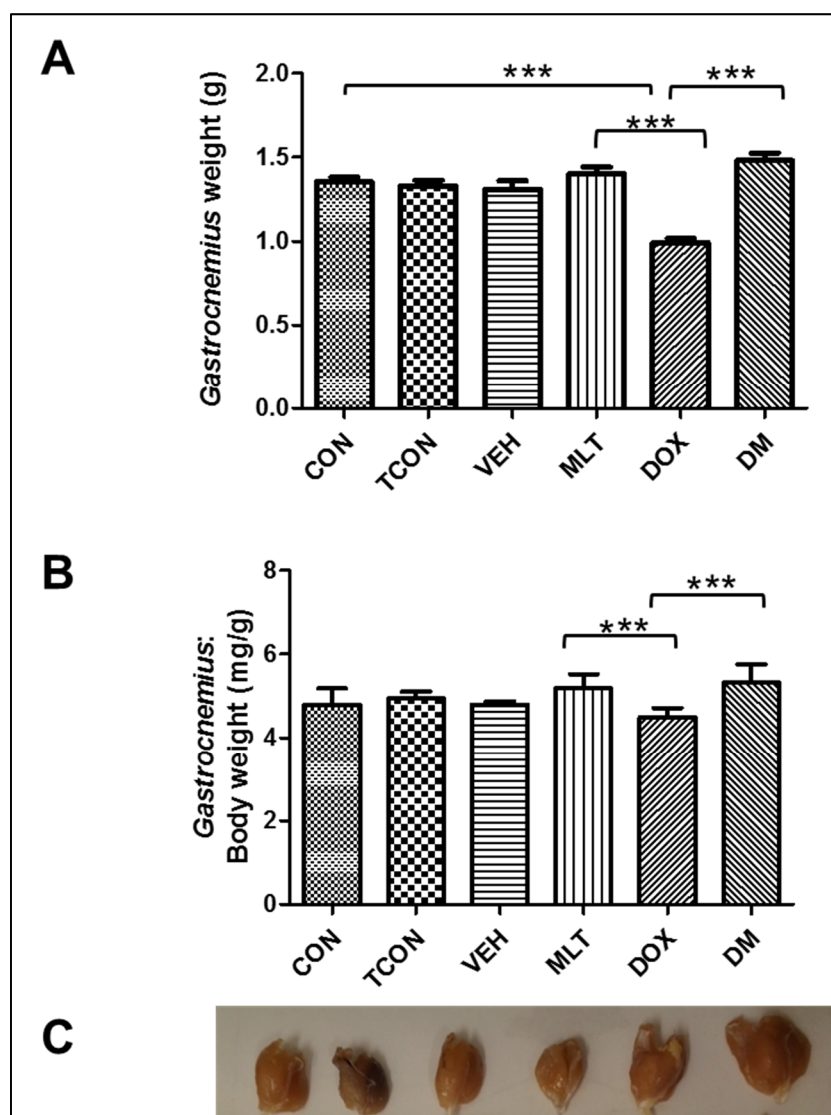 A
Gastrocnemius weight (g)
2.0
1.5
1.0
0.5
0.0
***
***
***
CON
TCON
VEH
MLT
DOX
DM
B
Gastrocnemius:
Body weight (mg/g)
8
6
4
2
0
***
***
CON
TCON
VEH
MLT
DOX
DM
C